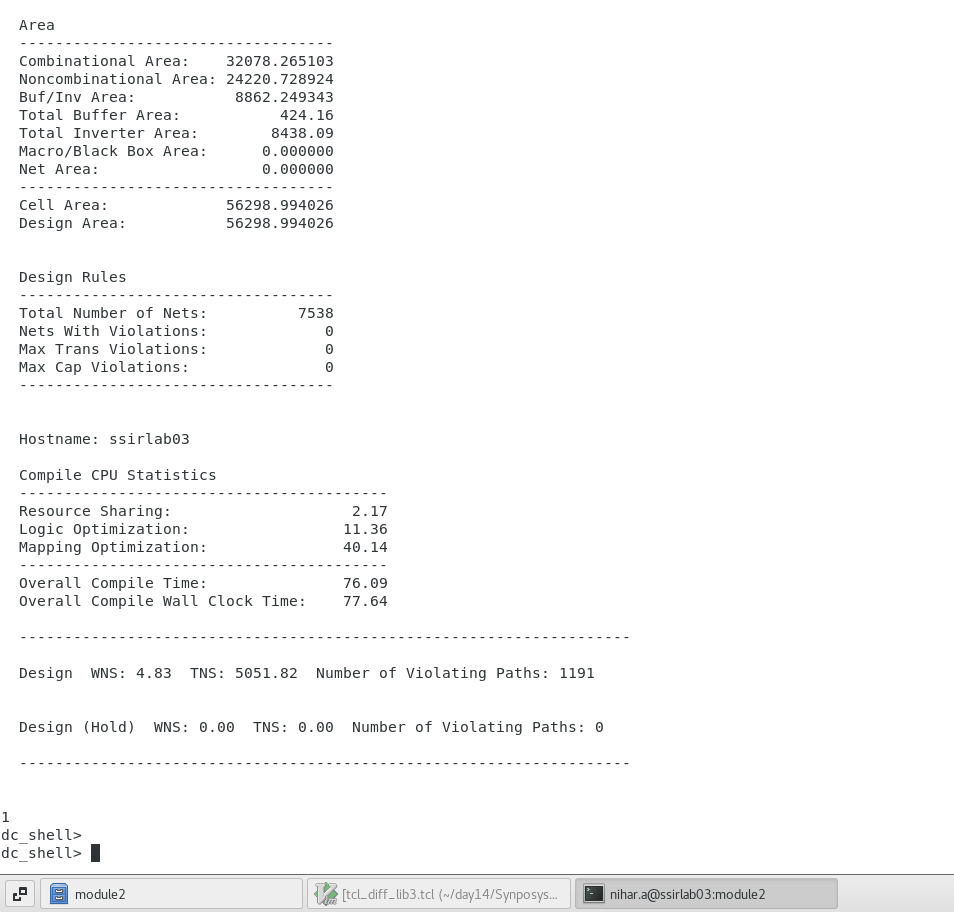 Area
-----------------------------------
Combinational Area:    32078.265103
Noncombinational Area: 24220.728924
Buf/Inv Area:           8862.249343
Total Buffer Area:           424.16
Total Inverter Area:        8438.09
Macro/Black Box Area:      0.000000
Net Area:                  0.000000
-----------------------------------
Cell Area:             56298.994026
Design Area:           56298.994026
Design Rules
-----------------------------------
Total Number of Nets:          7538
Nets With Violations:             0
Max Trans Violations:             0
Max Cap Violations:               0
-----------------------------------
Hostname: ssirlab03
Compile CPU Statistics
-----------------------------------------
Resource Sharing:                    2.17
Logic Optimization:                 11.36
Mapping Optimization:               40.14
-----------------------------------------
Overall Compile Time:               76.09
Overall Compile Wall Clock Time:    77.64
--------------------------------------------------------------------
Design  WNS: 4.83  TNS: 5051.82  Number of Violating Paths: 1191
Design (Hold)  WNS: 0.00  TNS: 0.00  Number of Violating Paths: 0
--------------------------------------------------------------------
1
dc_shell>
dc_shell>
module2
[tcl_diff_lib3.tcl (~/day14/Synposys...
nihar.a@ssirlab03:module2